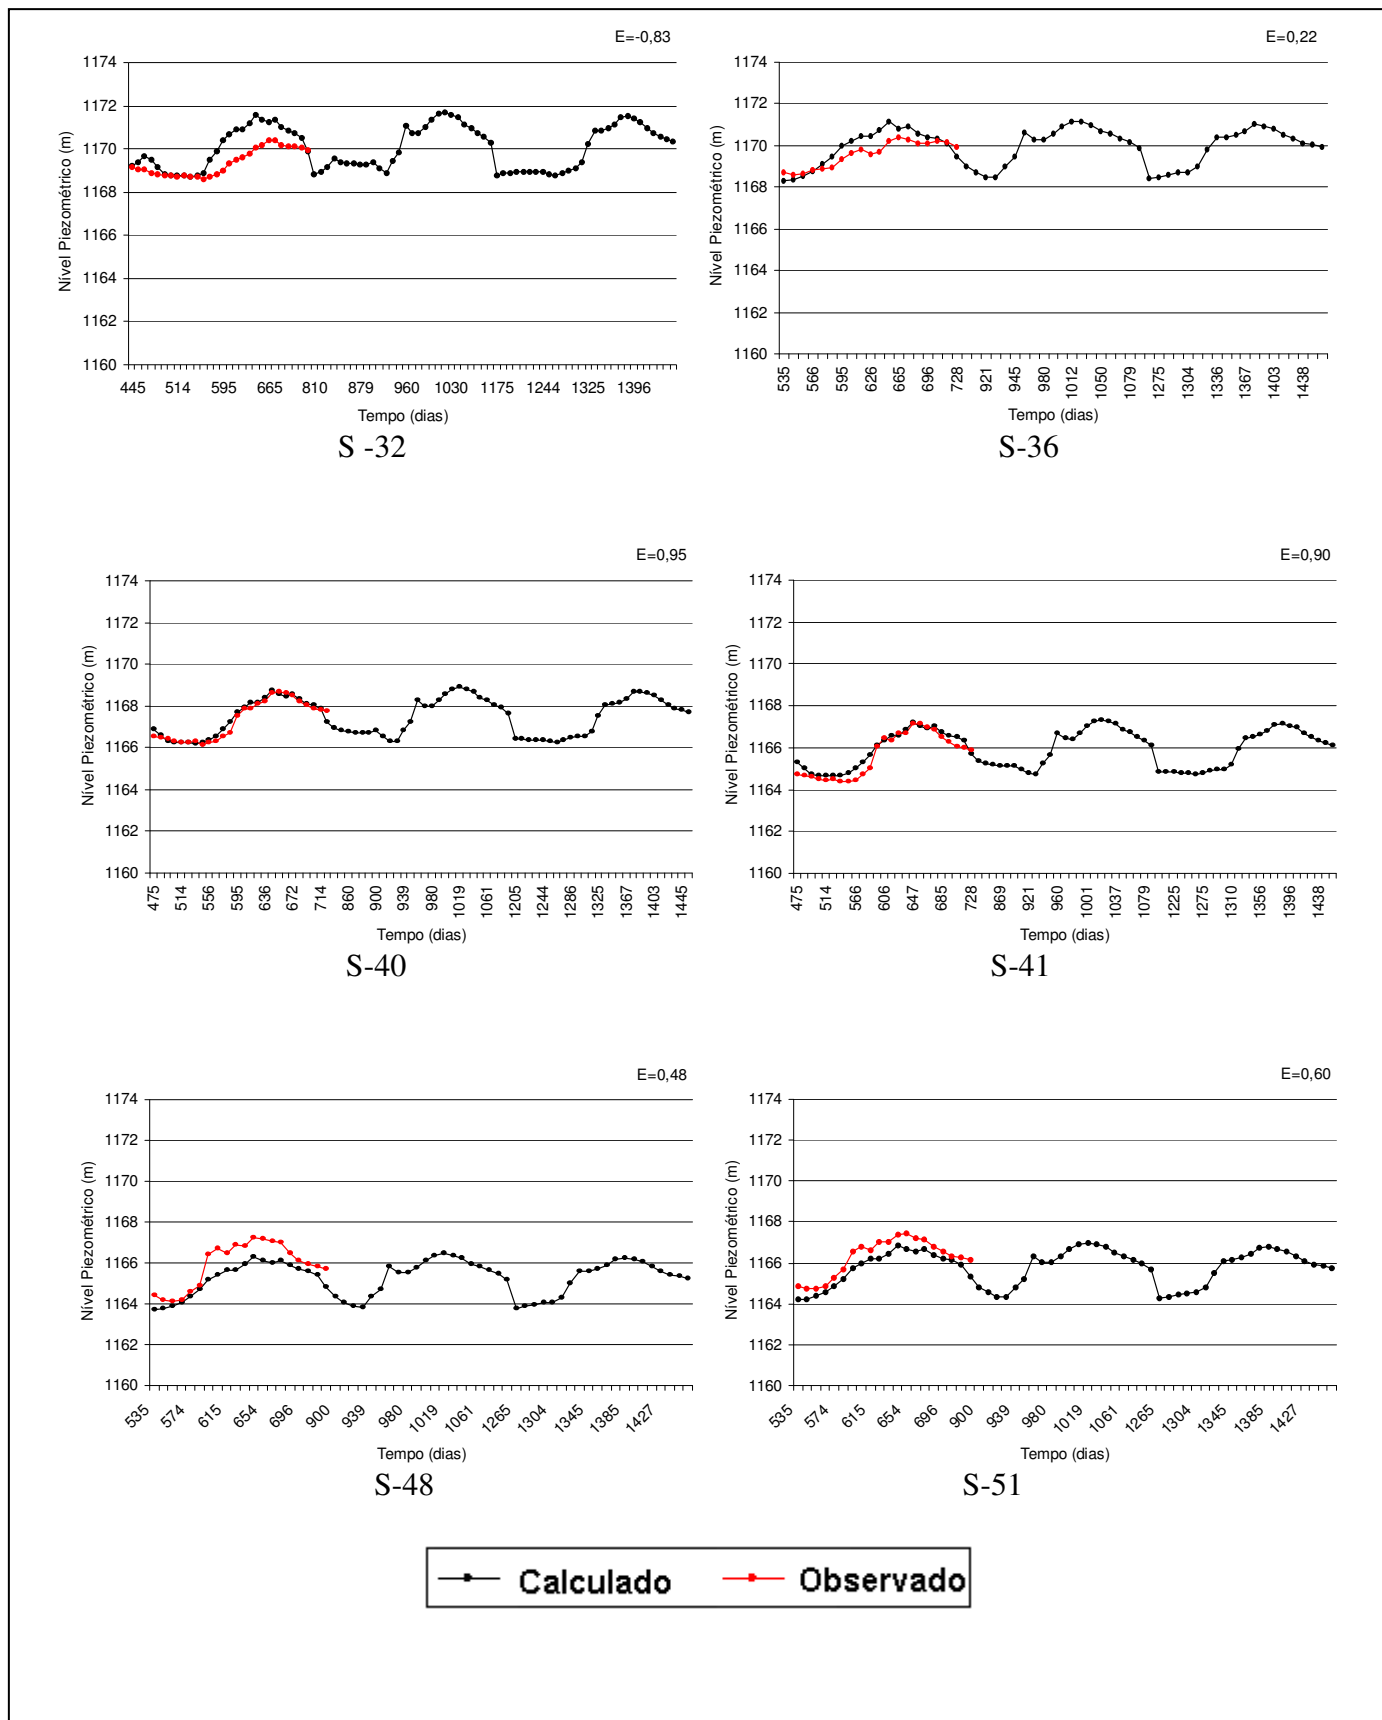 E=-0,83
1174
1172
1170
1168
1166
1164
1162
1160
Nível Piezométrico (m)
445 514 595 665 810 879 960 1030 1175 1244 1325 1396
Tempo (dias)
S -32
E=0,22
1174
1172
1170
1168
1166
1164
1162
1160
Nível Piezométrico (m)
535 566 595 626 665 696 728 921 945 980 1012 1050 1079 1275 1304 1336 1367 1403 1438
Tempo (dias)
S-36
E=0,95
1174
1172
1170
1168
1166
1164
1162
1160
Nível Piezométrico (m)
475 514 556 595 636 672 714 860 900 939 980 1019 1061 1205 1244 1286 1325 1367 1403 1445
Tempo (dias)
S-40
E=0,90
1174
1172
1170
1168
1166
1164
1162
1160
Nível Piezométrico (m)
475 514 566 606 647 685 728 869 921 960 1001 1037 1079 1225 1275 1310 1356 1396 1438
Tempo (dias)
S-41
E=0,48
1174
1172
1170
1168
1166
1164
1162
1160
Nível Piezométrico (m)
535 574 615 654 696 900 939 980 1019 1061 1265 1304 1345 1385 1427
Tempo (dias)
S-48
E=0,60
1174
1172
1170
1168
1166
1164
1162
1160
Nível Piezométrico (m)
535 574 615 654 696 900 939 980 1019 1061 1265 1304 1345 1385 1427
Tempo (dias)
S-51
Calculado Observado